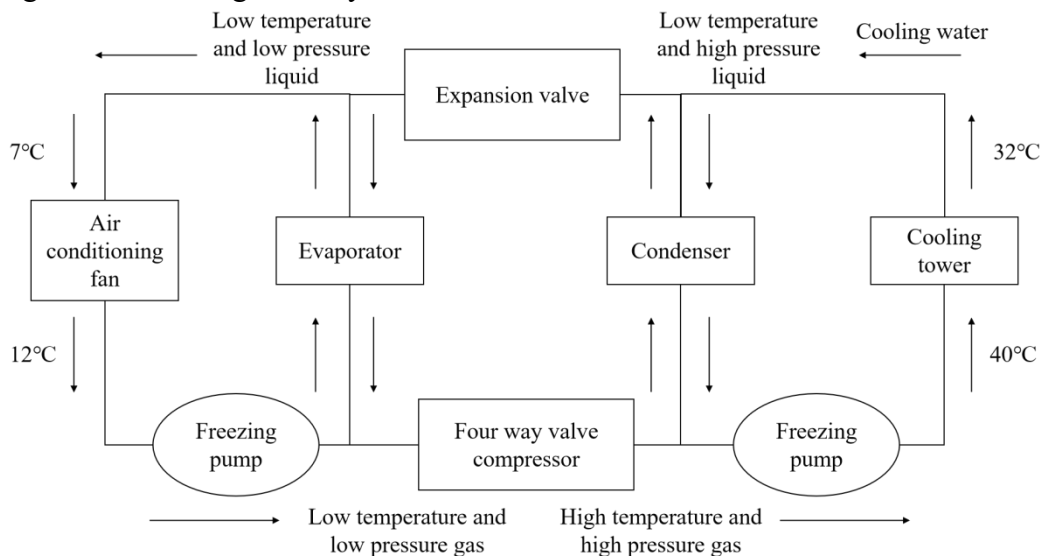 Low temperature
and low pressure
liquid
Low temperature
and high pressure
liquid
Cooling water
Expansion valve
7℃
32℃
Air
conditioning
fan
Evaporator
Condenser
Cooling
tower
12℃
40℃
Freezing
pump
Four way valve
compressor
Freezing
pump
Low temperature and
low pressure gas
High temperature and
high pressure gas